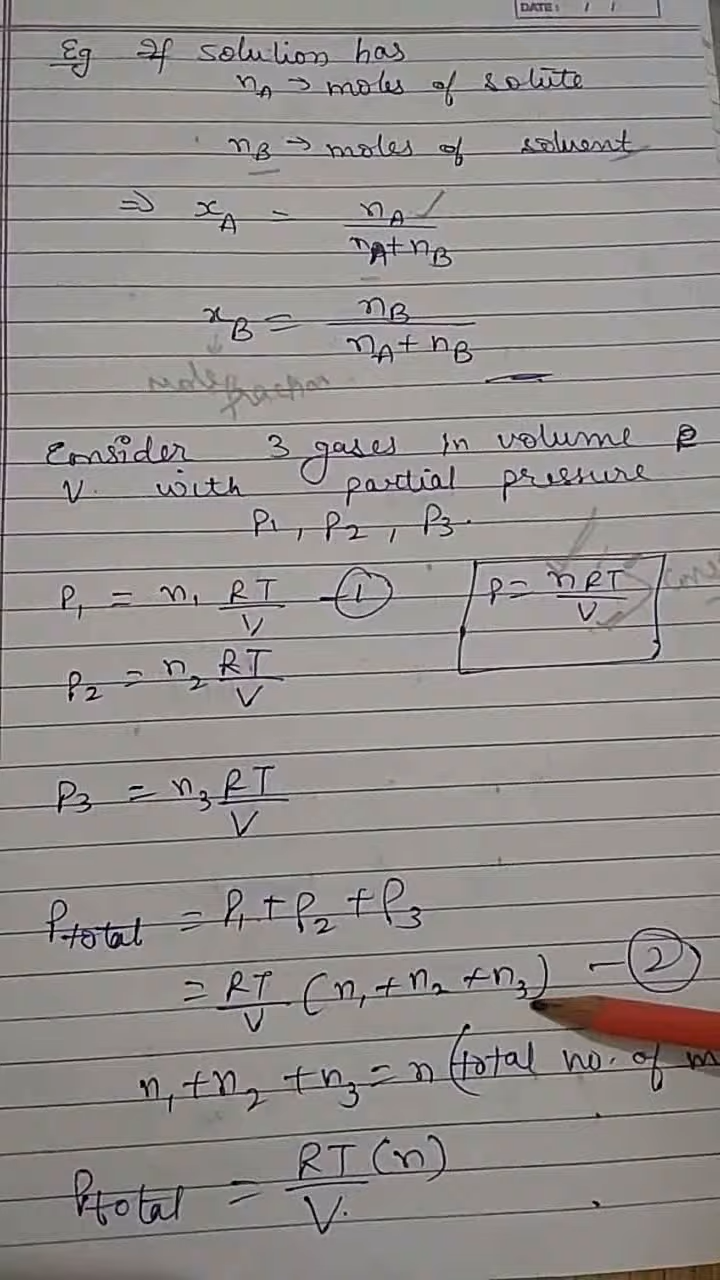 DATE: / /
Eg If solution has
nA → moles of solute
nB → moles of solvent
⇒ xA = nA / nA+nB
xB = nB / nA+nB
mole fraction
Consider 3 gases in volume
V. with partial pressure
P1, P2, P3.
P1 = n1 RT/V — ①
P = nRT/V
P2 = n2 RT/V
P3 = n3 RT/V
Ptotal = P1+P2+P3
= RT/V (n1+n2+n3) — ②
n1+n2+n3 = n (total no. of m
Ptotal = RT(n)/V.